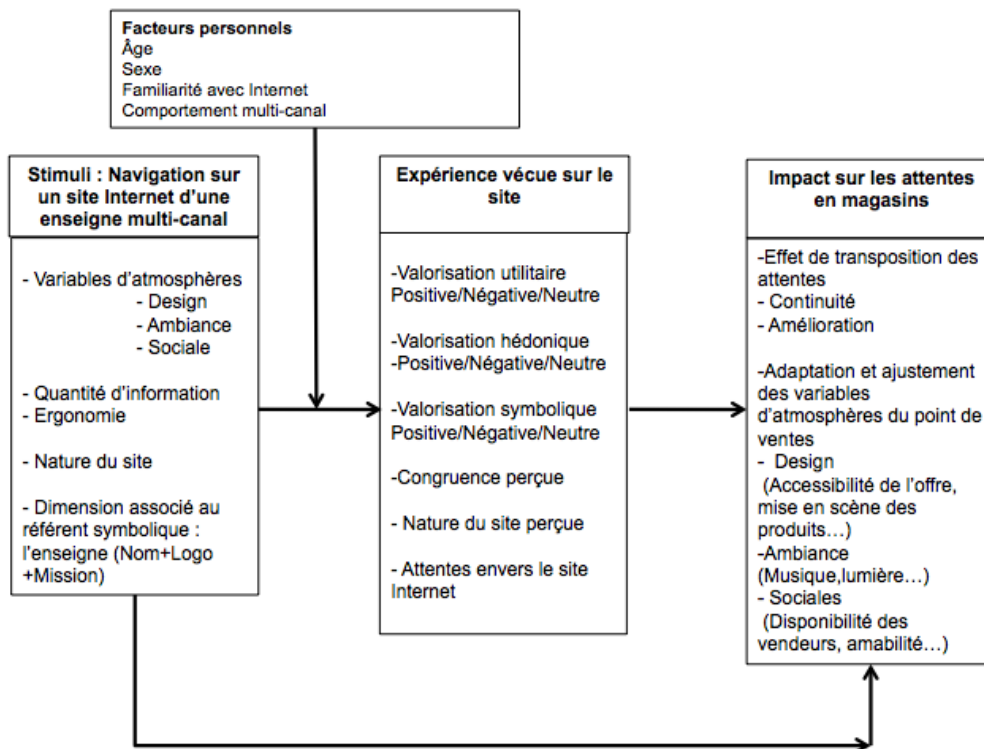 Facteurs personnels
Âge
Sexe
Familiarité avec Internet
Comportement multi-canal
Stimuli : Navigation sur
un site Internet d'une
enseigne multi-canal
- Variables d'atmosphères
- Design
- Ambiance
- Sociale
- Quantité d'information
- Ergonomie
- Nature du site
- Dimension associé au
référent symbolique :
l'enseigne (Nom+Logo
+Mission)
Expérience vécue sur le
site
-Valorisation utilitaire
Positive/Négative/Neutre
-Valorisation hédonique
-Positive/Négative/Neutre
-Valorisation symbolique
Positive/Négative/Neutre
-Congruence perçue
- Nature du site perçue
- Attentes envers le site
Internet
Impact sur les attentes
en magasins
-Effet de transposition des
attentes
- Continuité
- Amélioration
-Adaptation et ajustement
des variables
d'atmosphères du point de
ventes
- Design
(Accessibilité de l'offre,
mise en scène des
produits…)
-Ambiance
(Musique,lumière…)
- Sociales
(Disponibilité des
vendeurs, amabilité…)